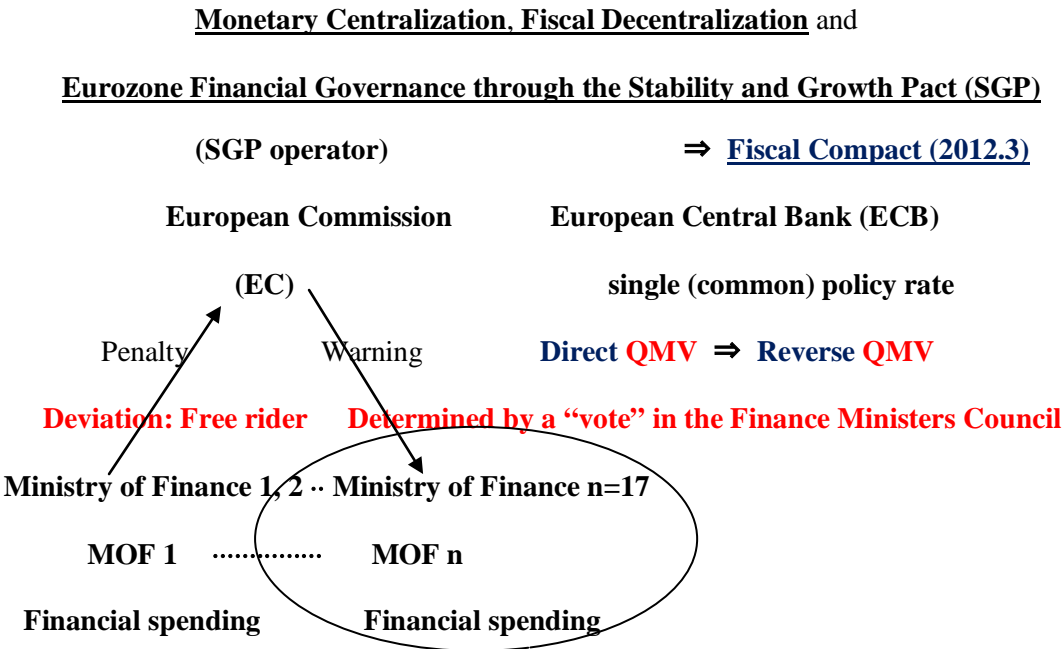 Monetary Centralization, Fiscal Decentralization and
Eurozone Financial Governance through the Stability and Growth Pact (SGP)
(SGP operator) ⇒ Fiscal Compact (2012.3)
European Commission European Central Bank (ECB)
(EC) single (common) policy rate
Penalty Warning Direct QMV ⇒ Reverse QMV
Deviation: Free rider Determined by a “vote” in the Finance Ministers Council
Ministry of Finance 1, 2 ·· Ministry of Finance n=17
MOF 1 ··············· MOF n
Financial spending Financial spending